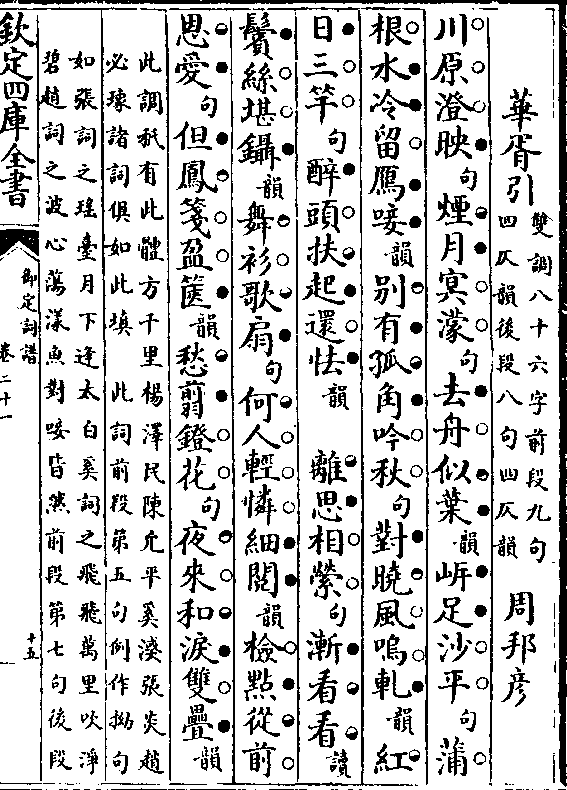 華胥引雙調八十六字前段九句
四仄韻後段八句四仄韻 周邦彦
川原澄映句煙月冥濛句去舟似葉韻岸足沙平句蒲
根水冷留鴈唼韻别有孤角吟秋句對曉風嗚軋韻紅
日三竿句醉頭扶起還怯韻 離思相縈句漸看看讀
鬢絲堪鑷韻舞衫歌扇句何人輕憐細閲韻檢點從前
恩愛句但鳳箋盈篋韻愁翦鐙花句夜來和淚雙疊韻
此調祇有此體方千里楊澤民陳允平奚𣸣張炎趙
必𤩪諸詞俱如此填 此詞前段第五句例作拗句
如張詞之瑤臺月下逢太白奚詞之飛飛萬里吹淨
碧趙詞之波心蕩漾魚對唼皆然前段第七句後段
欽定四庫全書
御定詞譜
卷二十一
十五